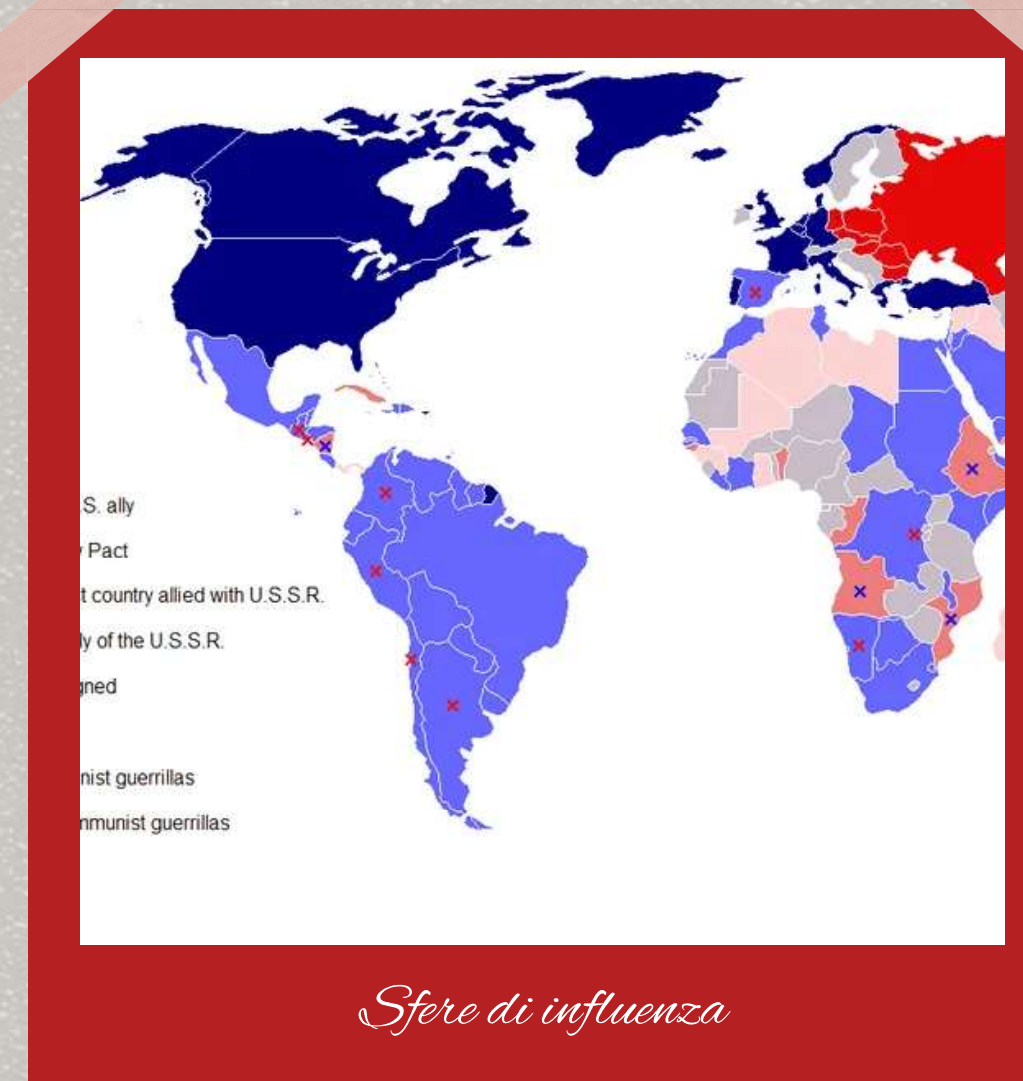 .S. ally
Pact
t country allied with U.S.S.R.
ly of the U.S.S.R.
gned
nist guerrillas
nmunist guerrillas
Sfere di influenza